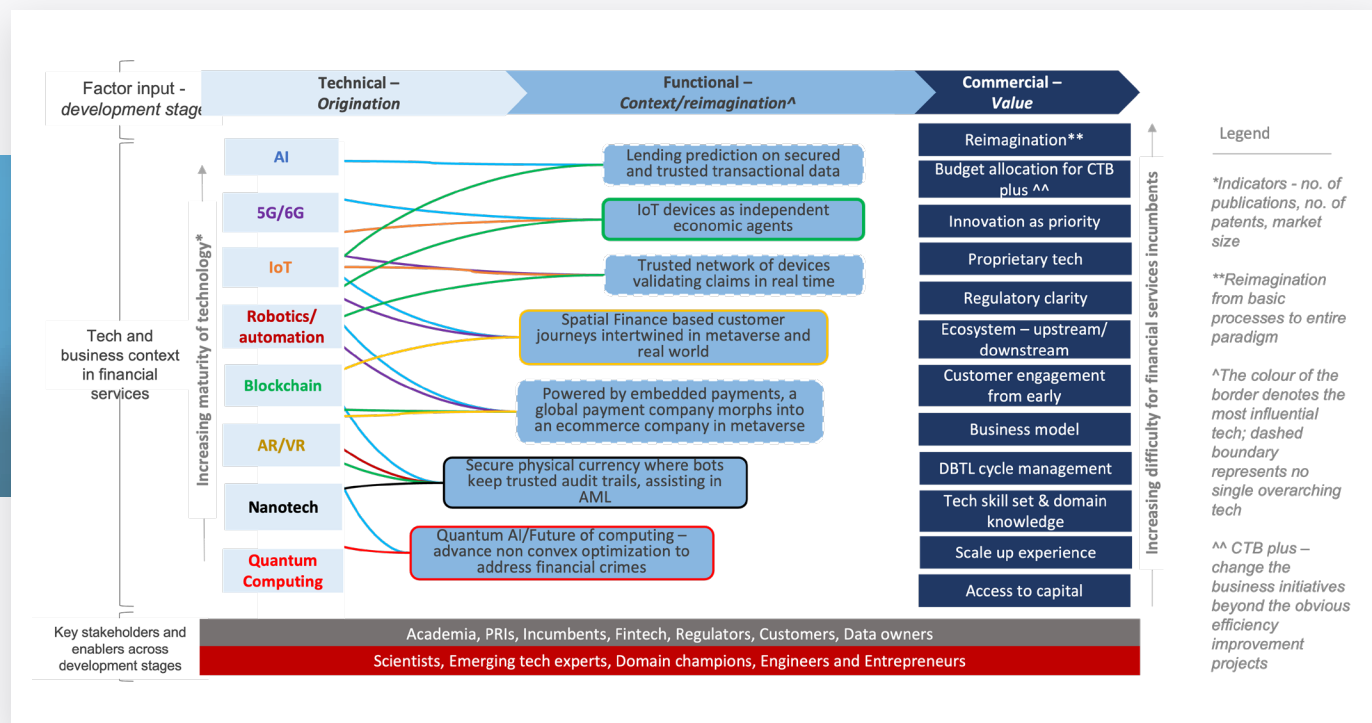 Factor input -
development stage
Technical –
Origination
Functional –
Context/reimagination^
Commercial –
Value
Tech and
business context
in financial
services
Increasing maturity of technology*
AI
5G/6G
IoT
Robotics/
automation
Blockchain
AR/VR
Nanotech
Quantum
Computing
Lending prediction on secured
and trusted transactional data
IoT devices as independent
economic agents
Trusted network of devices
validating claims in real time
Spatial Finance based customer
journeys intertwined in metaverse and
real world
Powered by embedded payments, a
global payment company morphs into
an ecommerce company in metaverse
Secure physical currency where bots
keep trusted audit trails, assisting in
AML
Quantum AI/Future of computing –
advance non convex optimization to
address financial crimes
Reimagination**
Budget allocation for CTB
plus ^^
Innovation as priority
Proprietary tech
Regulatory clarity
Ecosystem – upstream/
downstream
Customer engagement
from early
Business model
DBTL cycle management
Tech skill set & domain
knowledge
Scale up experience
Access to capital
Increasing difficulty for financial services incumbents
Key stakeholders and
enablers across
development stages
Academia, PRIs, Incumbents, Fintech, Regulators, Customers, Data owners
Scientists, Emerging tech experts, Domain champions, Engineers and Entrepreneurs
Legend
*Indicators - no. of
publications, no. of
patents, market
size
**Reimagination
from basic
processes to entire
paradigm
^The colour of the
border denotes the
most influential
tech; dashed
boundary
represents no
single overarching
tech
^^ CTB plus –
change the
business initiatives
beyond the obvious
efficiency
improvement
projects